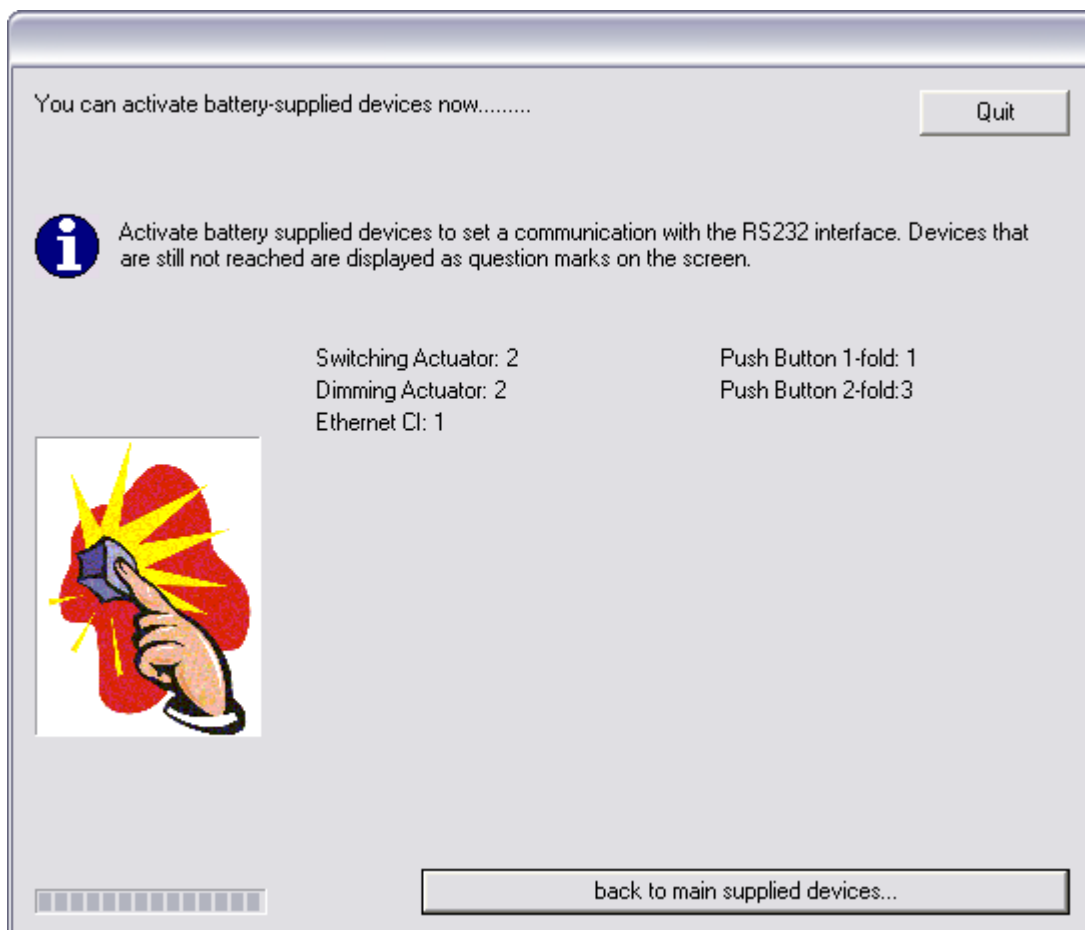 You can activate battery-supplied devices now.........
Quit
Activate battery supplied devices to set a communication with the RS232 interface. Devices that
are still not reached are displayed as question marks on the screen.
Switching Actuator: 2
Push Button 1-fold: 1
Dimming Actuator: 2
Push Button 2-fold:3
Ethernet CI: 1
back to main supplied devices...